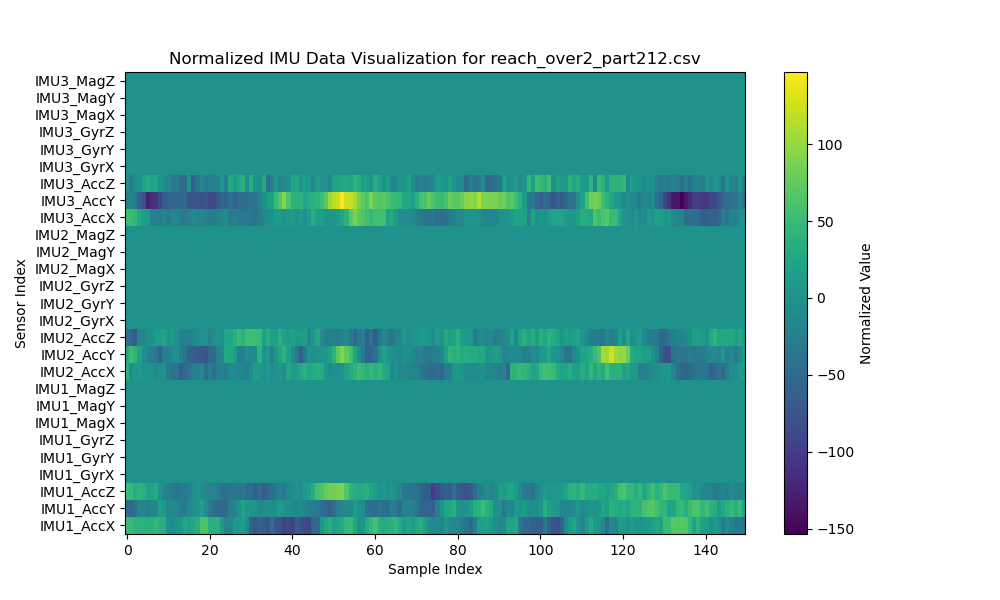 Normalized IMU Data Visualization for reach_over2_part212.csv
IMU3_MagZ
IMU3_MagY
IMU3_MagX
IMU3_GyrZ
IMU3_GyrY
IMU3_GyrX
IMU3_AccZ
IMU3_AccY
IMU3_AccX
IMU2_MagZ
IMU2_MagY
IMU2_MagX
IMU2_GyrZ
IMU2_GyrY
IMU2_GyrX
IMU2_AccZ
IMU2_AccY
IMU2_AccX
IMU1_MagZ
IMU1_MagY
IMU1_MagX
IMU1_GyrZ
IMU1_GyrY
IMU1_GyrX
IMU1_AccZ
IMU1_AccY
IMU1_AccX
Sensor Index
0 20 40 60 80 100 120 140
Sample Index
100
50
0
−50
−100
−150
Normalized Value